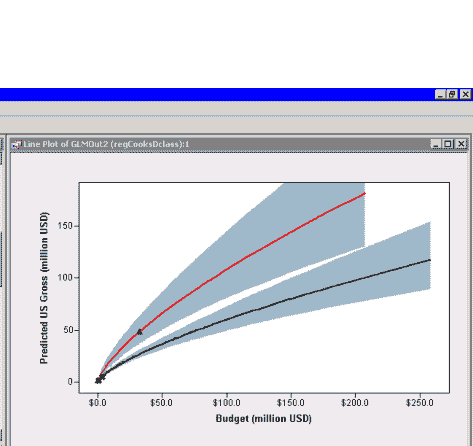 Line Plot of GLMOut2 (regCooksDclass):1
Predicted US Gross (million USD)
150
100
50
0
$0.0 $50.0 $100.0 $150.0 $200.0 $250.0
Budget (million USD)